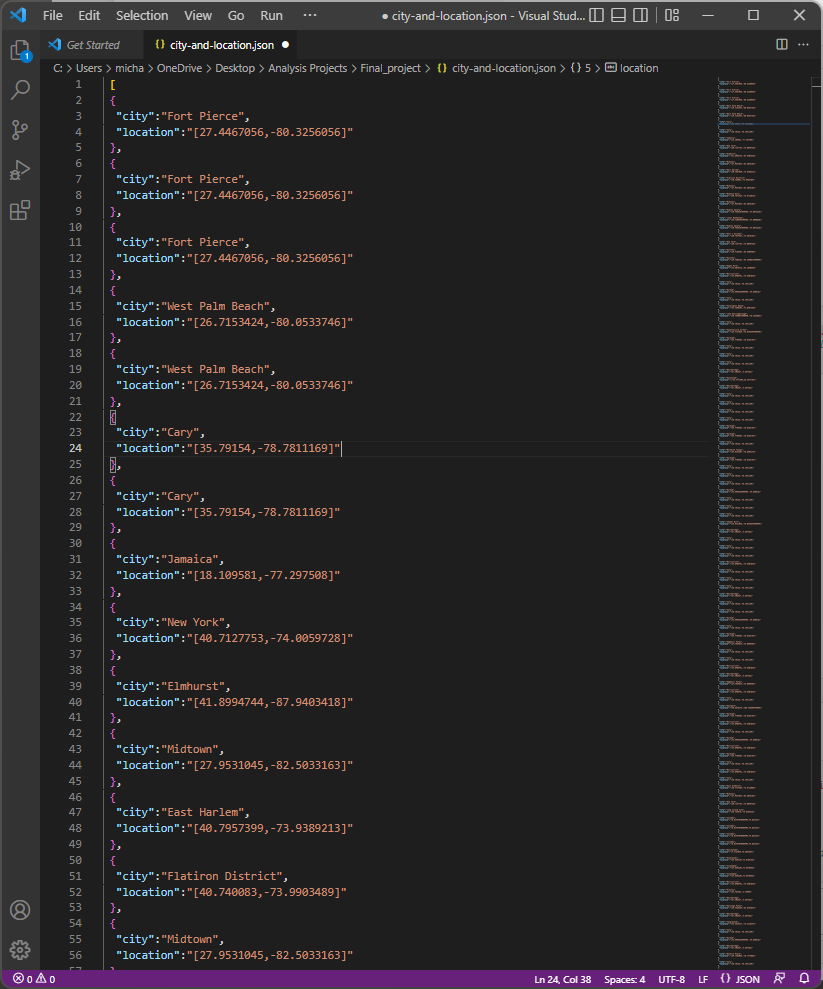 File Edit Selection View Go Run ··· ● city-and-location.json - Visual Stud...
Get Started {} city-and-location.json ●
C: > Users > micha > OneDrive > Desktop > Analysis Projects > Final_project > {} city-and-location.json > {} 5 > location
1
1 [
2 {
3 "city":"Fort Pierce",
4 "location":"[27.4467056,-80.3256056]"
5 },
6 {
7 "city":"Fort Pierce",
8 "location":"[27.4467056,-80.3256056]"
9 },
10 {
11 "city":"Fort Pierce",
12 "location":"[27.4467056,-80.3256056]"
13 },
14 {
15 "city":"West Palm Beach",
16 "location":"[26.7153424,-80.0533746]"
17 },
18 {
19 "city":"West Palm Beach",
20 "location":"[26.7153424,-80.0533746]"
21 },
22 {
23 "city":"Cary",
24 "location":"[35.79154,-78.7811169]"
25 },
26 {
27 "city":"Cary",
28 "location":"[35.79154,-78.7811169]"
29 },
30 {
31 "city":"Jamaica",
32 "location":"[18.109581,-77.297508]"
33 },
34 {
35 "city":"New York",
36 "location":"[40.7127753,-74.0059728]"
37 },
38 {
39 "city":"Elmhurst",
40 "location":"[41.8994744,-87.9403418]"
41 },
42 {
43 "city":"Midtown",
44 "location":"[27.9531045,-82.5033163]"
45 },
46 {
47 "city":"East Harlem",
48 "location":"[40.7957399,-73.9389213]"
49 },
50 {
51 "city":"Flatiron District",
52 "location":"[40.740083,-73.9903489]"
53 },
54 {
55 "city":"Midtown",
56 "location":"[27.9531045,-82.5033163]"
0 0 Ln 24, Col 38 Spaces: 4 UTF-8 LF {} JSON